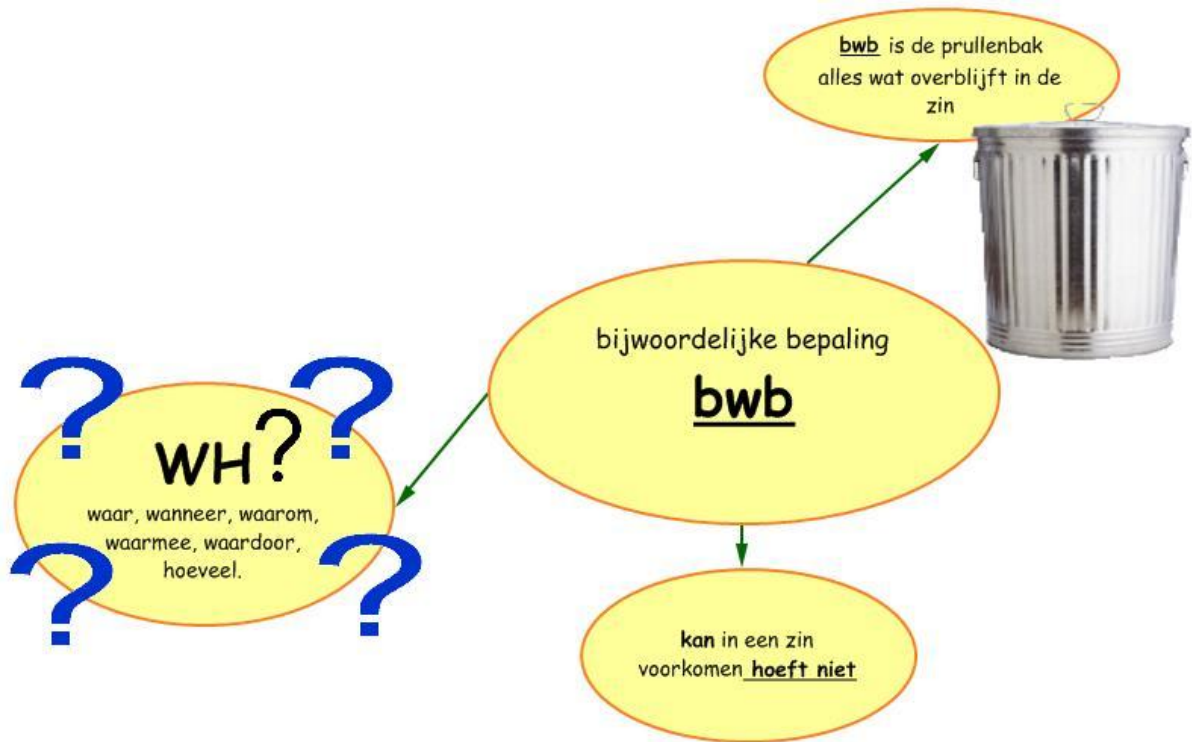 bwb is de prullenbak
alles wat overblijft in de
zin
bijwoordelijke bepaling
bwb
WH?
waar, wanneer, waarom,
waarmee, waardoor,
hoeveel.
kan in een zin
voorkomen hoeft niet